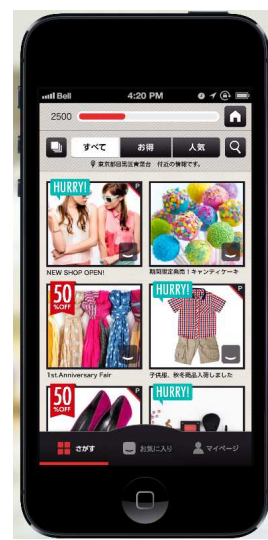 Bell 4:20 PM
2500
すべて お得 人気
東京都目黒区青葉台 付近の情報です。
HURRY!
P
NEW SHOP OPEN!
期間限定発売！キャンディケーキ
50 %OFF
P
HURRY!
P
1st.Anniversary Fair
子供服、秋冬商品入荷しました
50 %OFF
P
HURRY!
さがす お気に入り マイページ